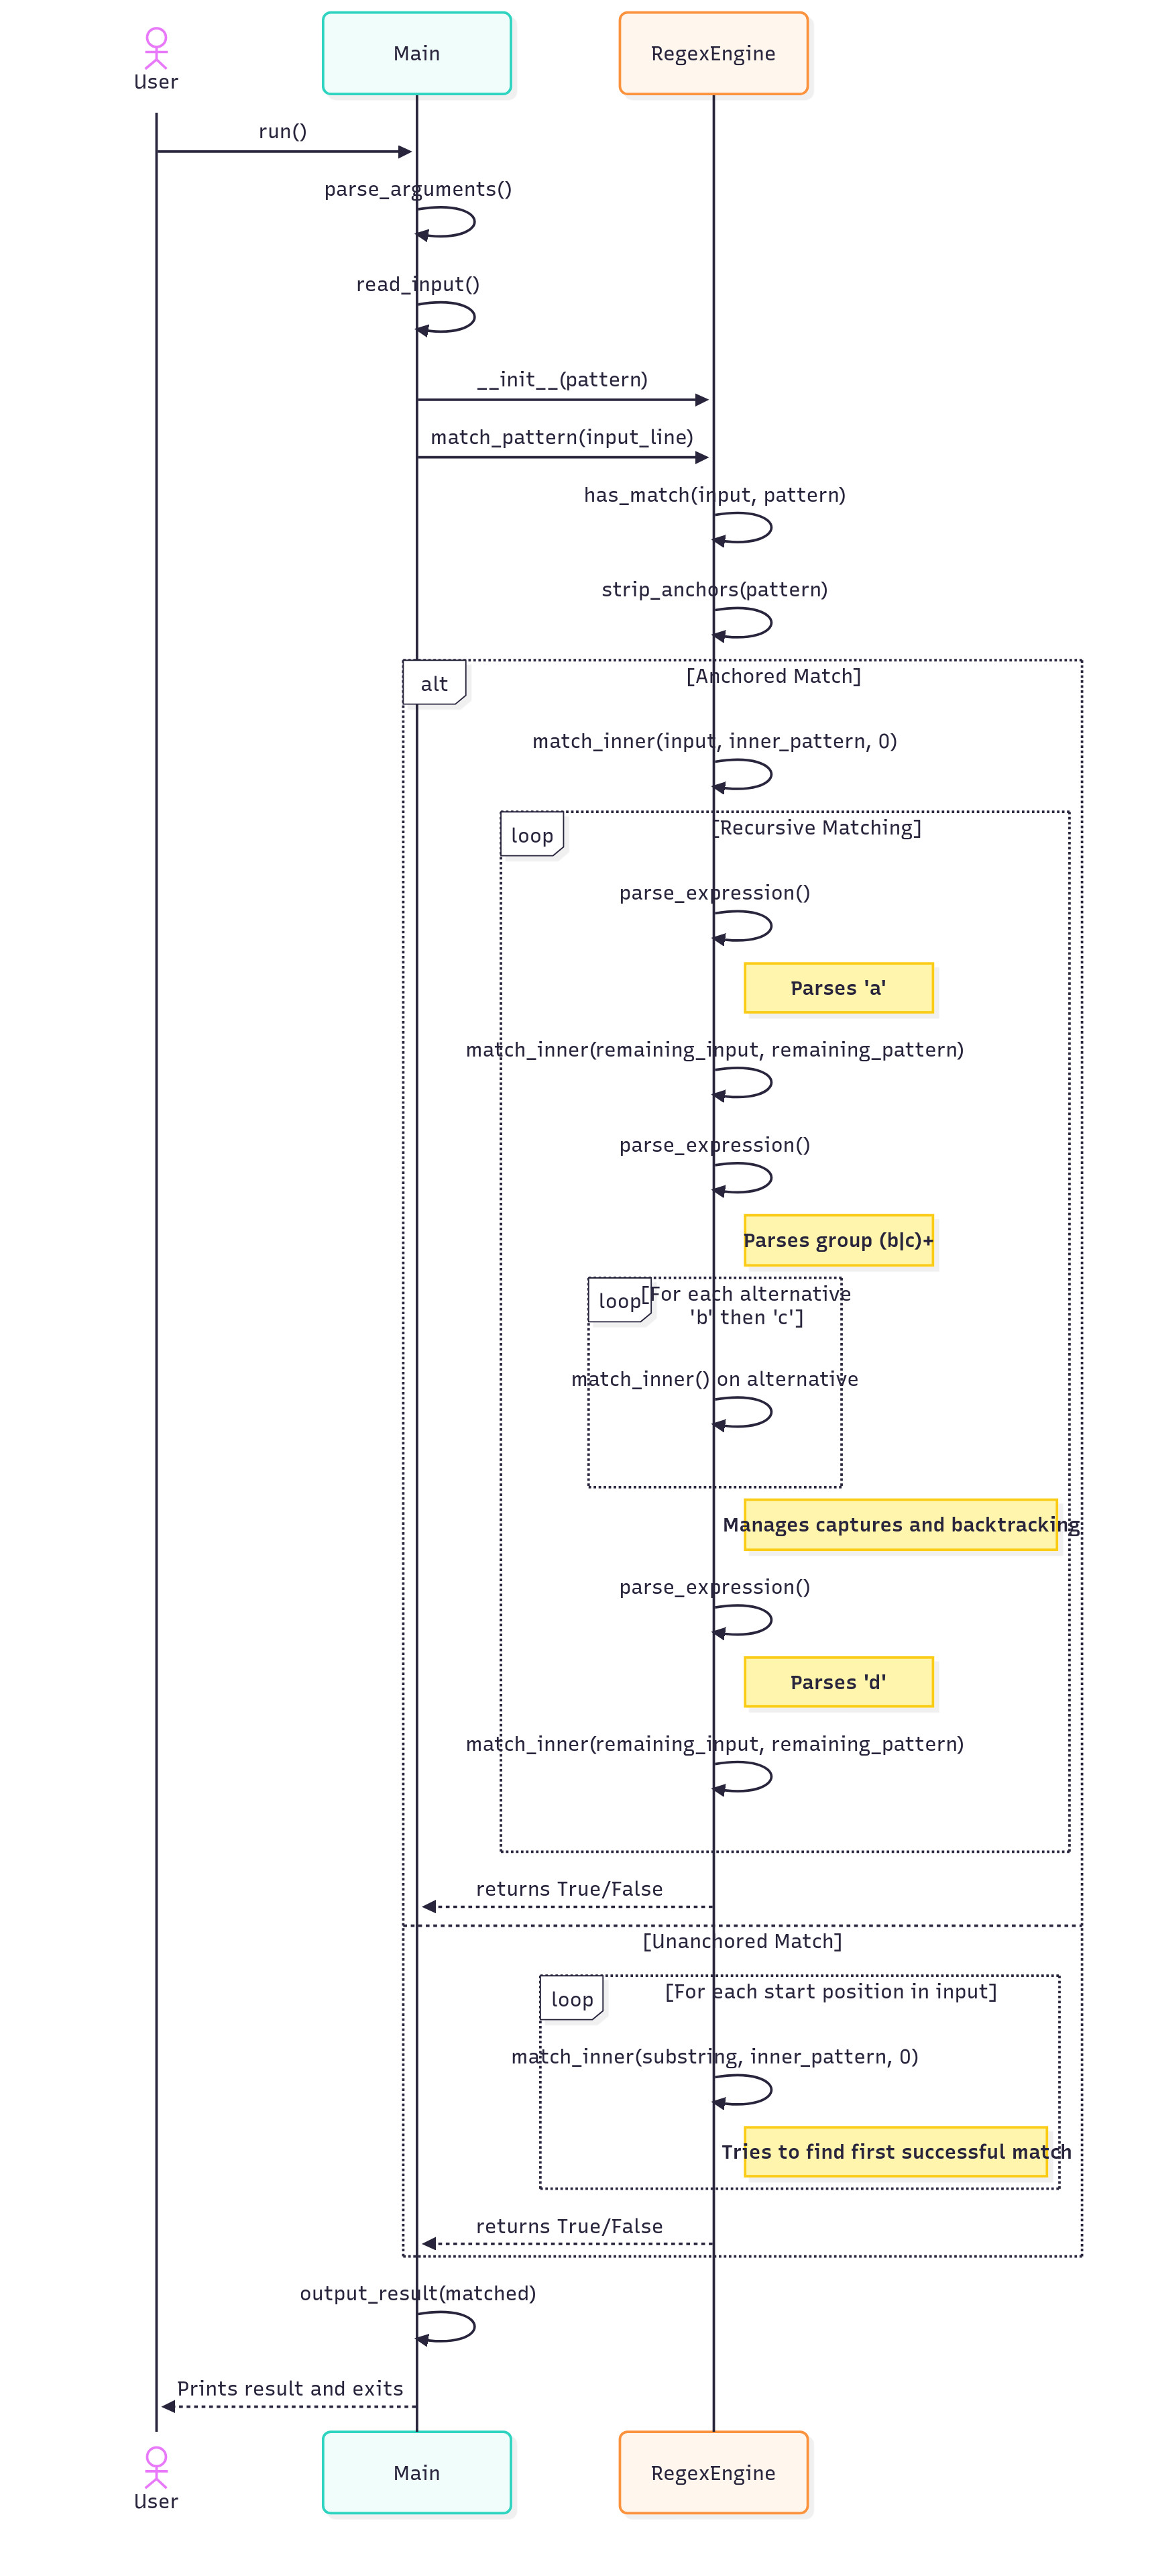 User
Main
RegexEngine
run()
parse_arguments()
read_input()
__init__(pattern)
match_pattern(input_line)
has_match(input, pattern)
strip_anchors(pattern)
alt
[Anchored Match]
match_inner(input, inner_pattern, 0)
loop
[Recursive Matching]
parse_expression()
Parses 'a'
match_inner(remaining_input, remaining_pattern)
parse_expression()
Parses group (b|c)+
loop
[For each alternative
'b' then 'c']
match_inner() on alternative
Manages captures and backtracking
parse_expression()
Parses 'd'
match_inner(remaining_input, remaining_pattern)
returns True/False
[Unanchored Match]
loop
[For each start position in input]
match_inner(substring, inner_pattern, 0)
Tries to find first successful match
returns True/False
output_result(matched)
Prints result and exits
User
Main
RegexEngine